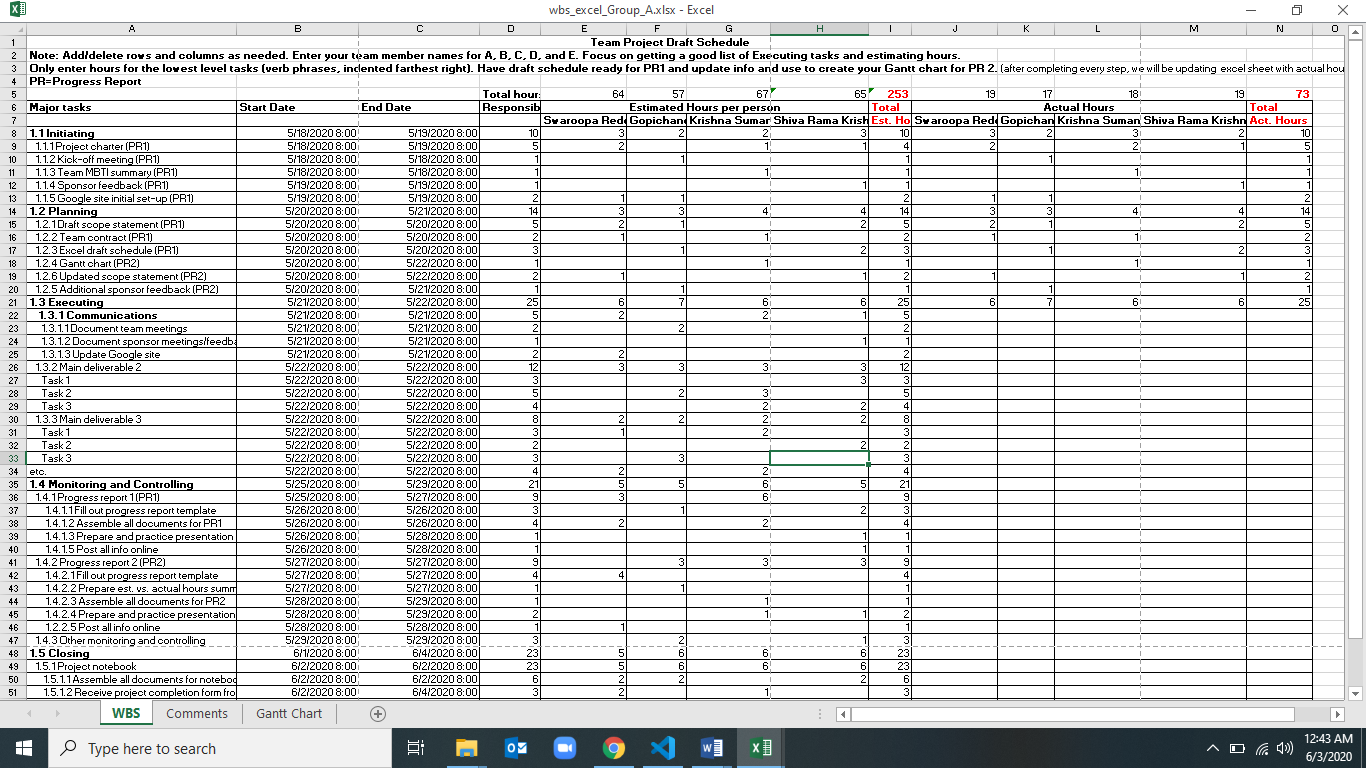 wbs_excel_Group_A.xlsx - Excel
A B C D E F G H I J K L M N O
1 Team Project Draft Schedule
2 Note: Add/delete rows and columns as needed. Enter your team member names for A, B, C, D, and E. Focus on getting a good list of Executing tasks and estimating hours.
3 Only enter hours for the lowest level tasks (verb phrases, indented farthest right). Have draft schedule ready for PR1 and update info and use to create your Gantt chart for PR 2. (after completing every step, we will be updating excel sheet with actual hou
4 PR=Progress Report
5 Total hour: 64 57 67 65 253 19 17 18 19 73
6 Major tasks Start Date End Date Responsib Estimated Hours per person Total Actual Hours Total
7 Swaroopa Redd Gopichan Krishna Suman Shiva Rama Krish Est. Ho Swaroopa Redd Gopichan Krishna Suman Shiva Rama Krishn Act. Hours
8 1.1 Initiating 5/18/2020 8:00 5/19/2020 8:00 10 3 2 2 3 10 3 2 3 2 10
9 1.1.1 Project charter (PR1) 5/18/2020 8:00 5/19/2020 8:00 5 2 1 1 4 2 2 1 5
10 1.1.2 Kick-off meeting (PR1) 5/18/2020 8:00 5/18/2020 8:00 1 1 1 1 1
11 1.1.3 Team MBTI summary (PR1) 5/18/2020 8:00 5/18/2020 8:00 1 1 1 1 1
12 1.1.4 Sponsor feedback (PR1) 5/19/2020 8:00 5/19/2020 8:00 1 1 1 1 1
13 1.1.5 Google site initial set-up (PR1) 5/19/2020 8:00 5/19/2020 8:00 2 1 1 2 1 1 2
14 1.2 Planning 5/20/2020 8:00 5/21/2020 8:00 14 3 3 4 4 14 3 3 4 4 14
15 1.2.1 Draft scope statement (PR1) 5/20/2020 8:00 5/20/2020 8:00 5 2 1 2 5 2 1 2 5
16 1.2.2 Team contract (PR1) 5/20/2020 8:00 5/20/2020 8:00 2 1 1 2 1 1 2
17 1.2.3 Excel draft schedule (PR1) 5/20/2020 8:00 5/20/2020 8:00 3 1 2 3 1 2 3
18 1.2.4 Gantt chart (PR2) 5/20/2020 8:00 5/22/2020 8:00 1 1 1 1 1
19 1.2.6 Updated scope statement (PR2) 5/20/2020 8:00 5/22/2020 8:00 2 1 1 2 1 1 2
20 1.2.5 Additional sponsor feedback (PR2) 5/20/2020 8:00 5/21/2020 8:00 1 1 1 1 1
21 1.3 Executing 5/21/2020 8:00 5/22/2020 8:00 25 6 7 6 6 25 6 7 6 6 25
22 1.3.1 Communications 5/21/2020 8:00 5/21/2020 8:00 5 2 2 1 5
23 1.3.1.1 Document team meetings 5/21/2020 8:00 5/21/2020 8:00 2 2 2
24 1.3.1.2 Document sponsor meetings/feedba 5/21/2020 8:00 5/21/2020 8:00 1 1 1
25 1.3.1.3 Update Google site 5/21/2020 8:00 5/21/2020 8:00 2 2 2
26 1.3.2 Main deliverable 2 5/22/2020 8:00 5/22/2020 8:00 12 3 3 3 3 12
27 Task 1 5/22/2020 8:00 5/22/2020 8:00 3 3 3
28 Task 2 5/22/2020 8:00 5/22/2020 8:00 5 2 3 5
29 Task 3 5/22/2020 8:00 5/22/2020 8:00 4 2 2 4
30 1.3.3 Main deliverable 3 5/22/2020 8:00 5/22/2020 8:00 8 2 2 2 2 8
31 Task 1 5/22/2020 8:00 5/22/2020 8:00 3 1 2 3
32 Task 2 5/22/2020 8:00 5/22/2020 8:00 2 2 2
33 Task 3 5/22/2020 8:00 5/22/2020 8:00 3 3 3
34 etc. 5/22/2020 8:00 5/22/2020 8:00 4 2 2 4
35 1.4 Monitoring and Controlling 5/25/2020 8:00 5/29/2020 8:00 21 5 5 6 5 21
36 1.4.1 Progress report 1 (PR1) 5/25/2020 8:00 5/27/2020 8:00 9 3 6 9
37 1.4.1.1 Fill out progress report template 5/26/2020 8:00 5/26/2020 8:00 3 1 2 3
38 1.4.1.2 Assemble all documents for PR1 5/26/2020 8:00 5/26/2020 8:00 4 2 2 4
39 1.4.1.3 Prepare and practice presentation 5/26/2020 8:00 5/27/2020 8:00 1 1 1
40 1.4.1.5 Post all info online 5/26/2020 8:00 5/28/2020 8:00 1 1 1
41 1.4.2 Progress report 2 (PR2) 5/27/2020 8:00 5/27/2020 8:00 9 3 3 3 9
42 1.4.2.1 Fill out progress report template 5/27/2020 8:00 5/27/2020 8:00 4 4 4
43 1.4.2.2 Prepare est. vs. actual hours summ 5/27/2020 8:00 5/27/2020 8:00 1 1 1
44 1.4.2.3 Assemble all documents for PR2 5/28/2020 8:00 5/29/2020 8:00 1 1 1
45 1.4.2.4 Prepare and practice presentation 5/28/2020 8:00 5/29/2020 8:00 2 1 1 2
46 1.2.2.5 Post all info online 5/28/2020 8:00 5/28/2020 8:00 1 1 1
47 1.4.3 Other monitoring and controlling 5/29/2020 8:00 5/29/2020 8:00 3 2 1 3
48 1.5 Closing 6/1/2020 8:00 6/4/2020 8:00 23 5 6 6 6 23
49 1.5.1 Project notebook 6/2/2020 8:00 6/2/2020 8:00 23 5 6 6 6 23
50 1.5.1.1 Assemble all documents for noteboo 6/2/2020 8:00 6/2/2020 8:00 6 2 2 2 6
51 1.5.1.2 Receive project completion form fro 6/2/2020 8:00 6/4/2020 8:00 3 2 1 3
WBS Comments Gantt Chart
Type here to search
12:43 AM
6/3/2020